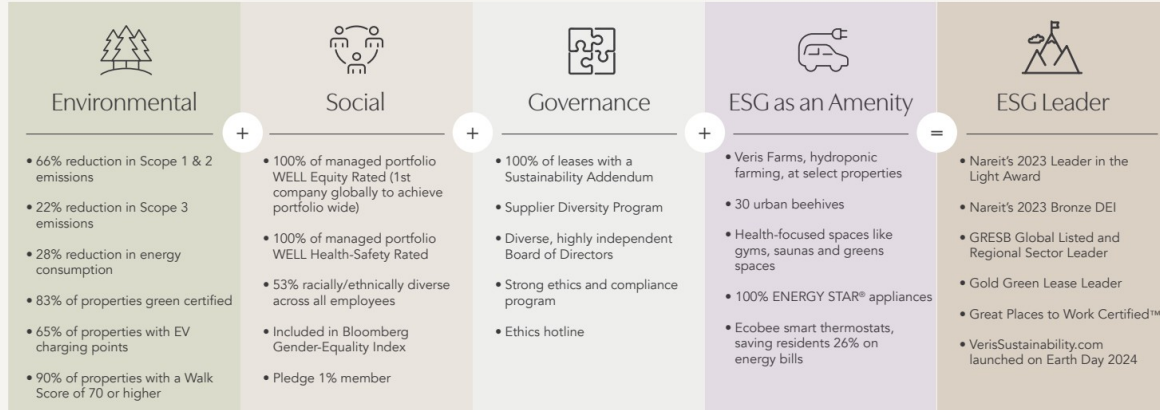 Environmental
• 66% reduction in Scope 1 & 2
emissions
• 22% reduction in Scope 3
emissions
• 28% reduction in energy
consumption
• 83% of properties green certified
• 65% of properties with EV
charging points
• 90% of properties with a Walk
Score of 70 or higher
+
Social
• 100% of managed portfolio
WELL Equity Rated (1st
company globally to achieve
portfolio wide)
• 100% of managed portfolio
WELL Health-Safety Rated
• 53% racially/ethnically diverse
across all employees
• Included in Bloomberg
Gender-Equality Index
• Pledge 1% member
+
Governance
• 100% of leases with a
Sustainability Addendum
• Supplier Diversity Program
• Diverse, highly independent
Board of Directors
• Strong ethics and compliance
program
• Ethics hotline
+
ESG as an Amenity
• Veris Farms, hydroponic
farming, at select properties
• 30 urban beehives
• Health-focused spaces like
gyms, saunas and greens
spaces
• 100% ENERGY STAR® appliances
• Ecobee smart thermostats,
saving residents 26% on
energy bills
=
ESG Leader
• Nareit's 2023 Leader in the
Light Award
• Nareit's 2023 Bronze DEI
• GRESB Global Listed and
Regional Sector Leader
• Gold Green Lease Leader
• Great Places to Work Certified™
• VerisSustainability.com
launched on Earth Day 2024